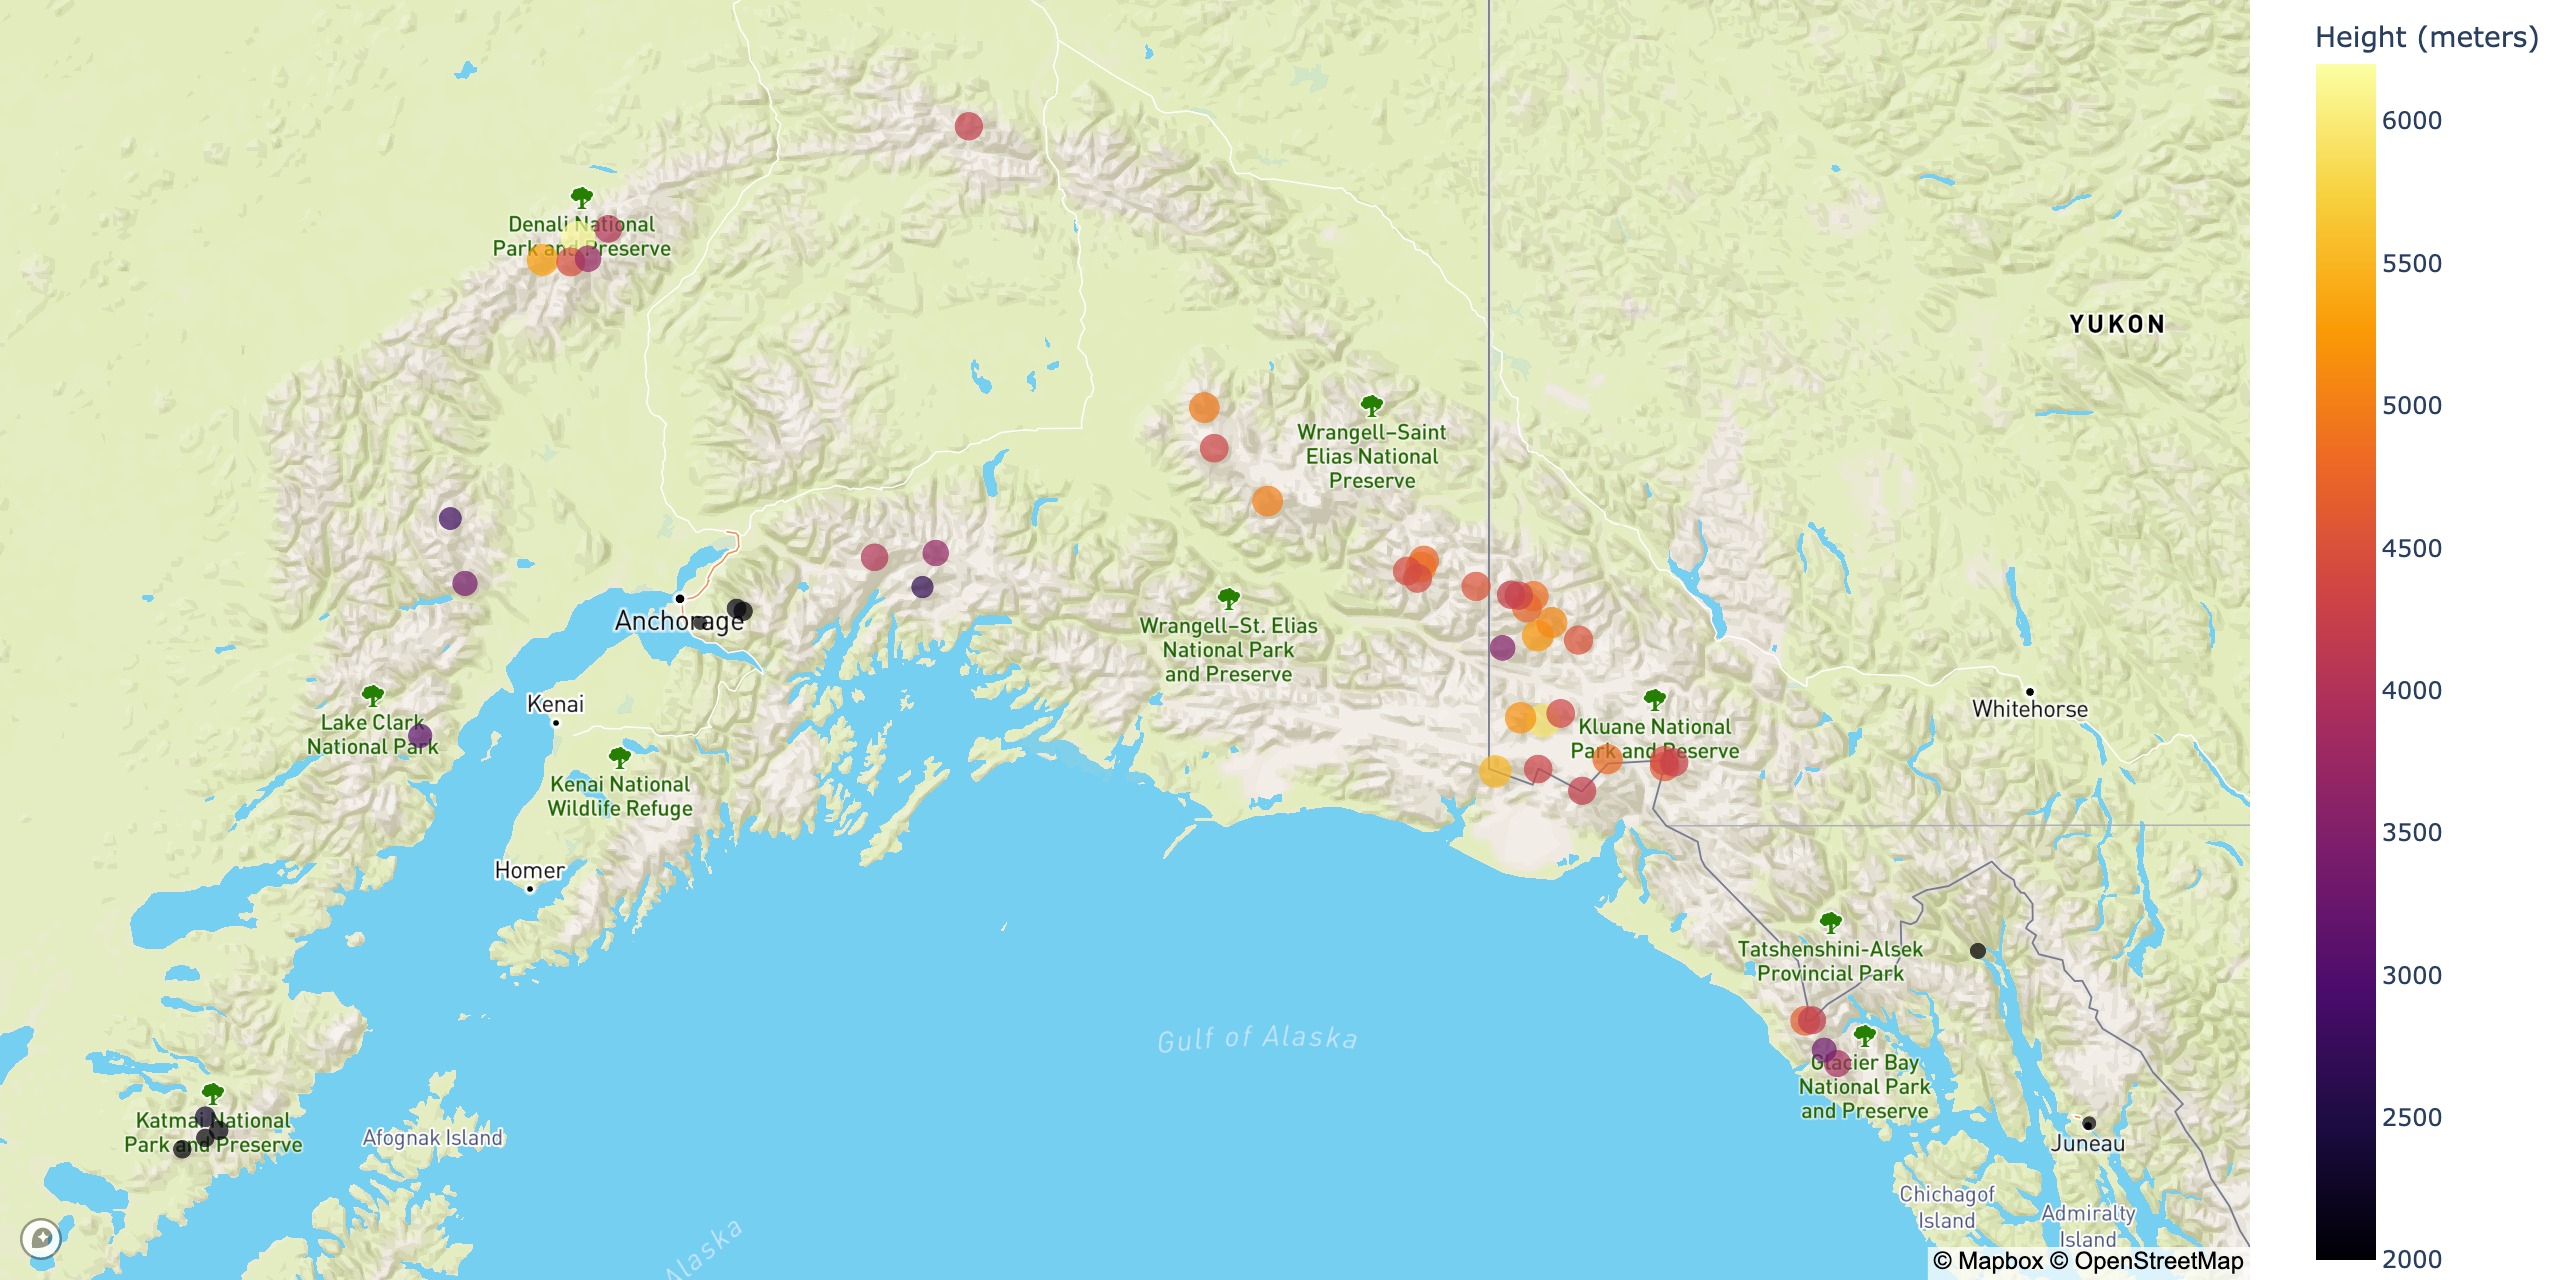 Height (meters)
6000
5500
5000
4500
4000
3500
3000
2500
2000
Denali National
Park and Preserve
YUKON
Wrangell–Saint
Elias National
Preserve
Anchorage
Wrangell–St. Elias
National Park
and Preserve
Kenai
Lake Clark
National Park
Kenai National
Wildlife Refuge
Kluane National
Park and Reserve
Whitehorse
Homer
Tatshenshini-Alsek
Provincial Park
Gulf of Alaska
Glacier Bay
National Park
and Preserve
Katmai National
Park and Preserve
Afognak Island
Juneau
Chichagof
Island
Admiralty
Island
Alaska
© Mapbox © OpenStreetMap